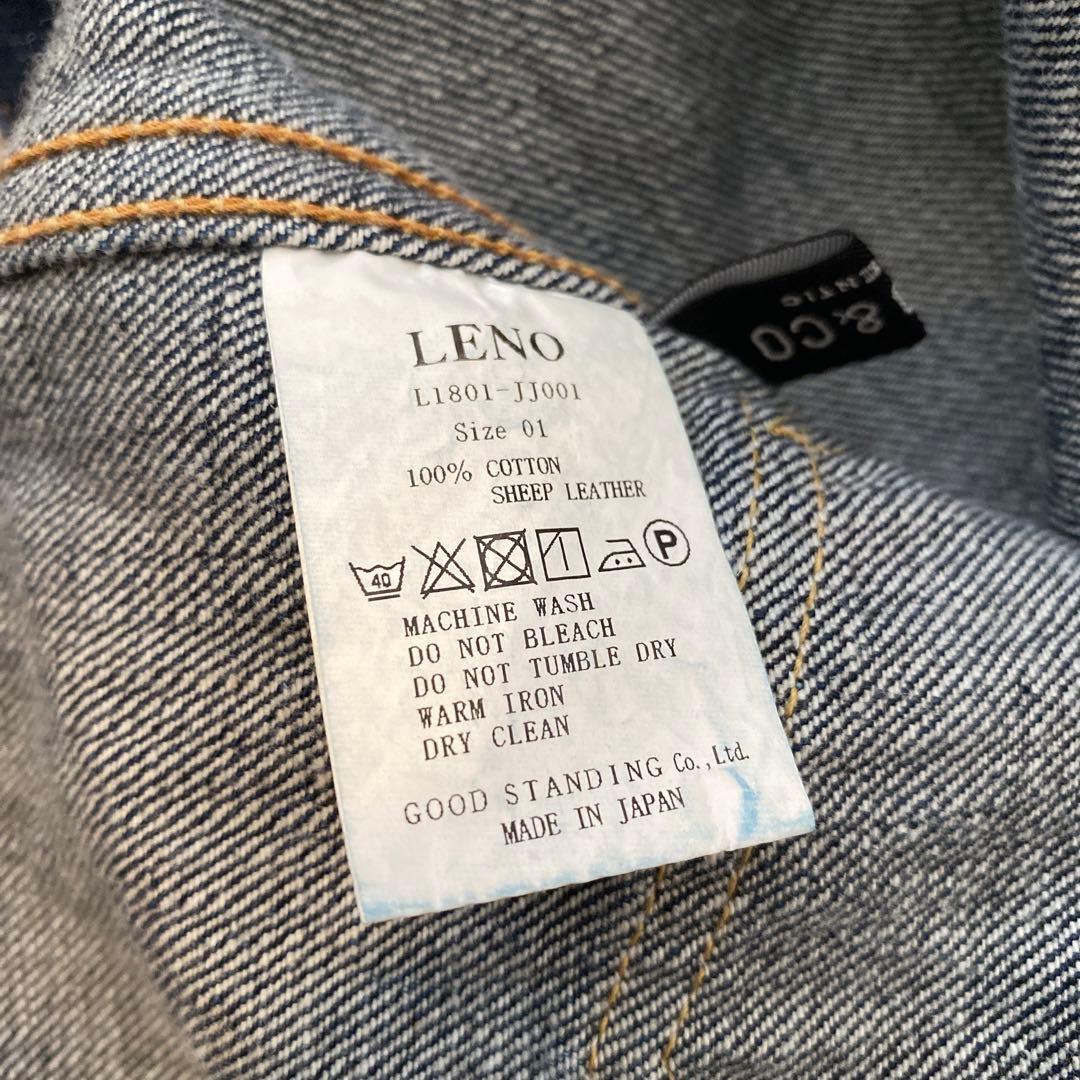 LENO
L1801-JJ001
Size 01
100% COTTON
SHEEP LEATHER
40
P
MACHINE WASH
DO NOT BLEACH
DO NOT TUMBLE DRY
WARM IRON
DRY CLEAN
GOOD STANDING Co.,Ltd.
MADE IN JAPAN
& CO